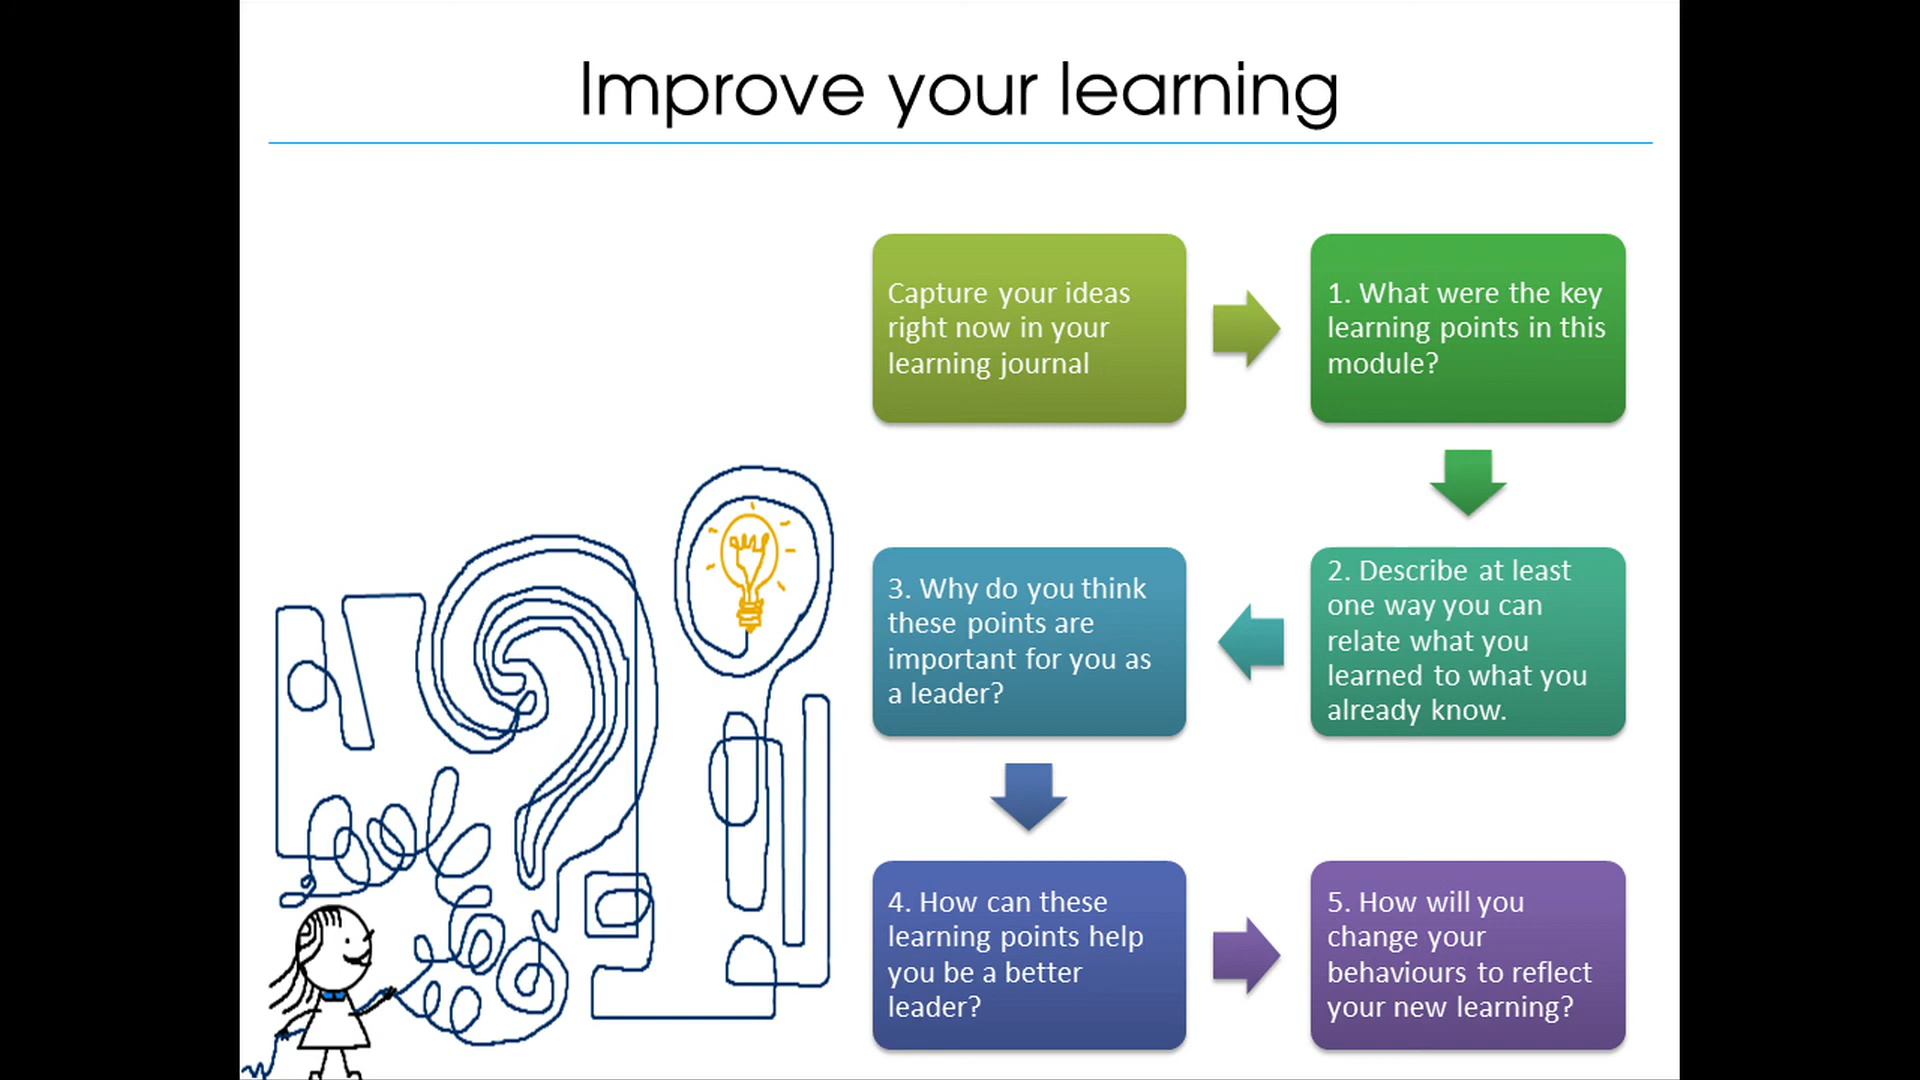 Improve your learning
Capture your ideas
right now in your
learning journal
1. What were the key
learning points in this
module?
2. Describe at least
one way you can
relate what you
learned to what you
already know.
3. Why do you think
these points are
important for you as
a leader?
4. How can these
learning points help
you be a better
leader?
5. How will you
change your
behaviours to reflect
your new learning?